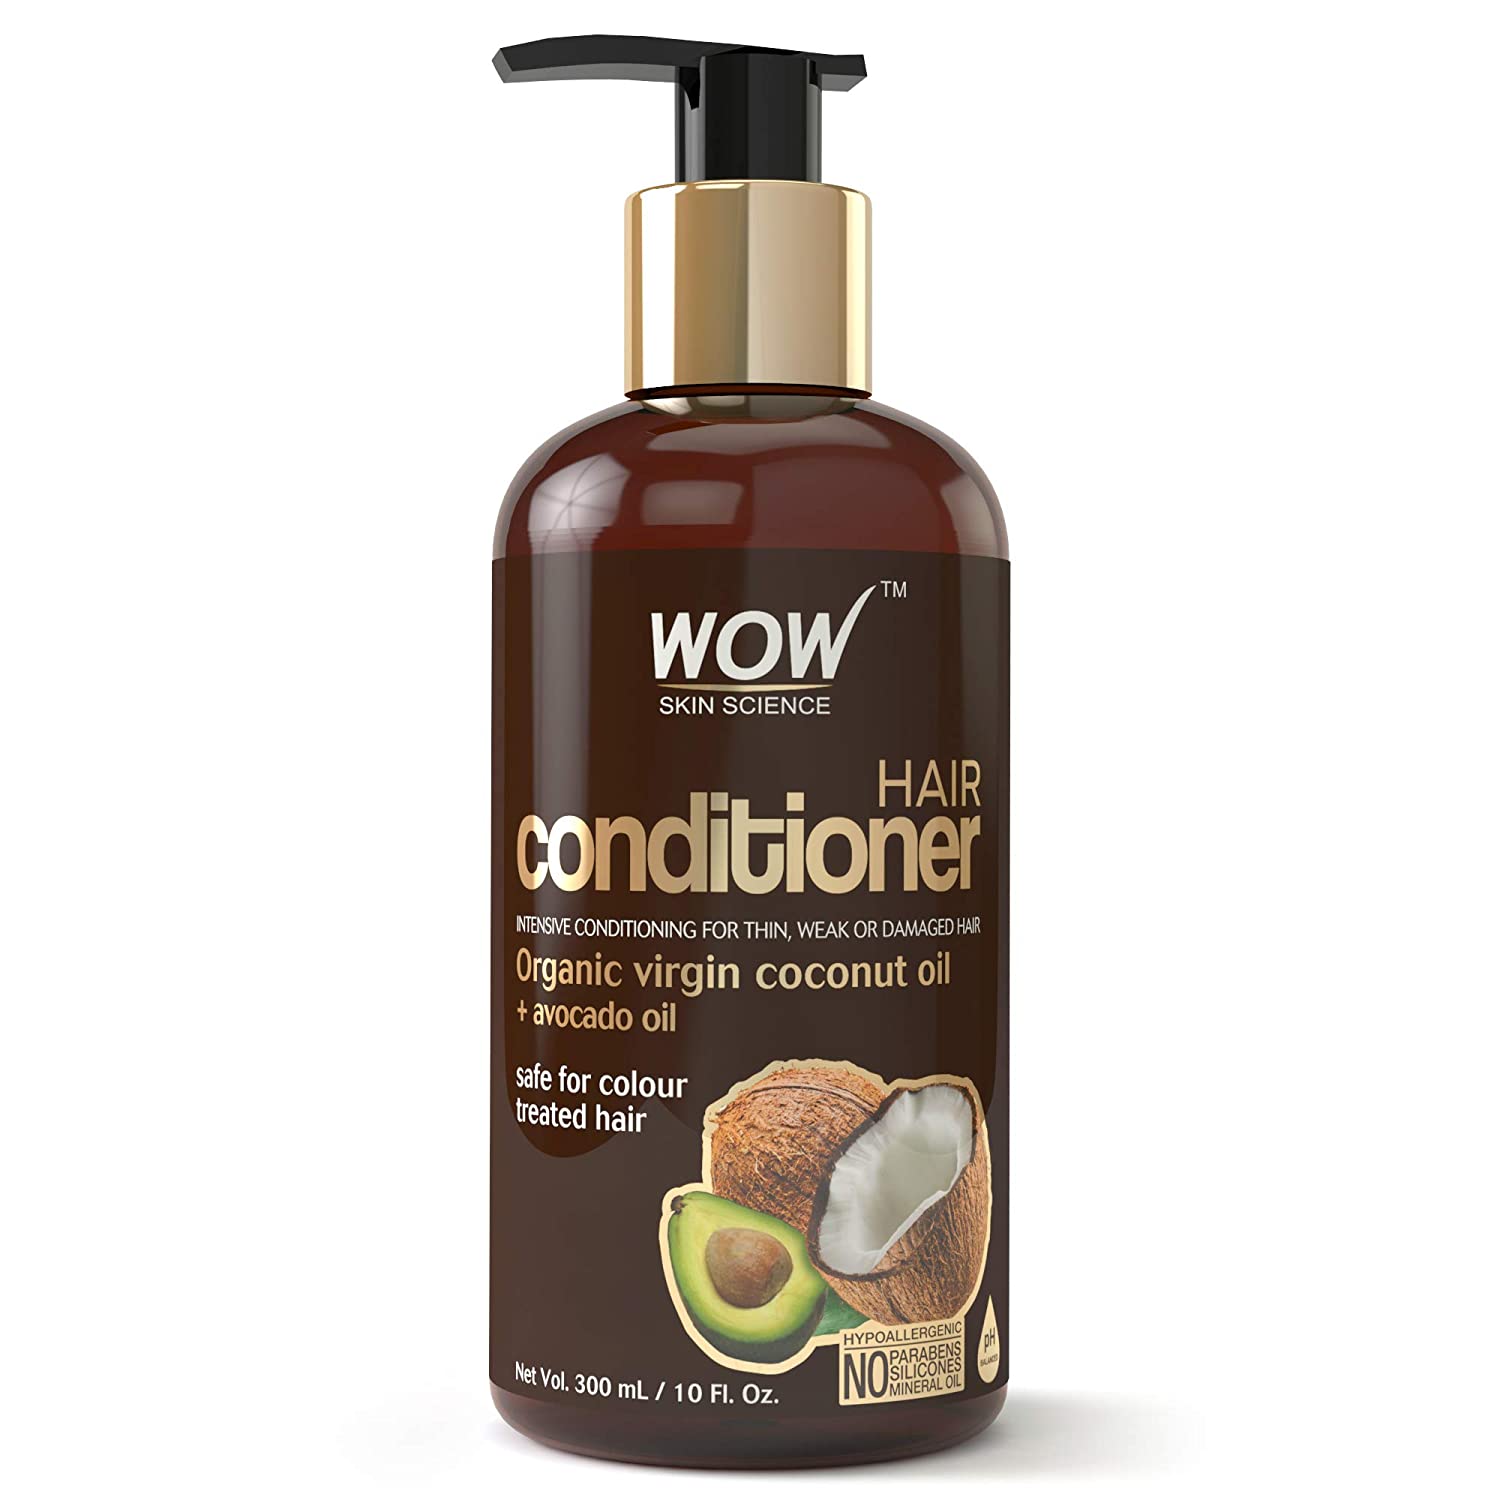 WOW™
SKIN SCIENCE
HAIR
conditioner
INTENSIVE CONDITIONING FOR THIN, WEAK OR DAMAGED HAIR
Organic virgin coconut oil
+ avocado oil
safe for colour
treated hair
HYPOALLERGENIC
NO PARABENS
SILICONES
MINERAL OIL
pH
BALANCED
Net Vol. 300 mL / 10 Fl. Oz.